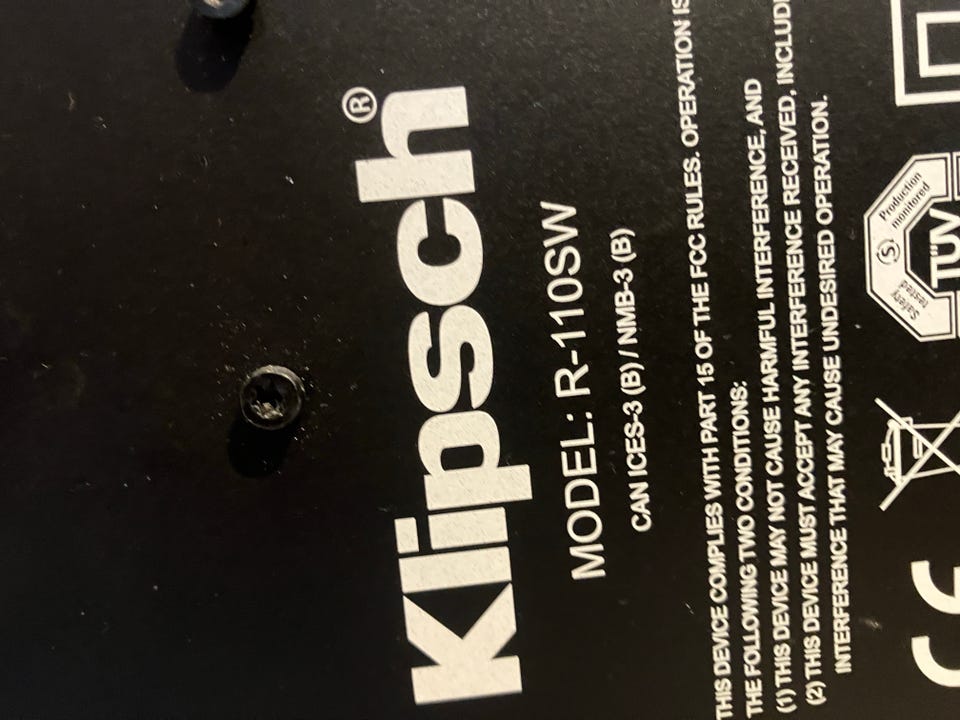 Klipsch®
MODEL: R-110SW
CAN ICES-3 (B) / NMB-3 (B)
THIS DEVICE COMPLIES WITH PART 15 OF THE FCC RULES. OPERATION IS
THE FOLLOWING TWO CONDITIONS:
(1) THIS DEVICE MAY NOT CAUSE HARMFUL INTERFERENCE, AND
(2) THIS DEVICE MUST ACCEPT ANY INTERFERENCE RECEIVED, INCLUDI
INTERFERENCE THAT MAY CAUSE UNDESIRED OPERATION.
CE
Safety
tested
S
Production
monitored
TÜV